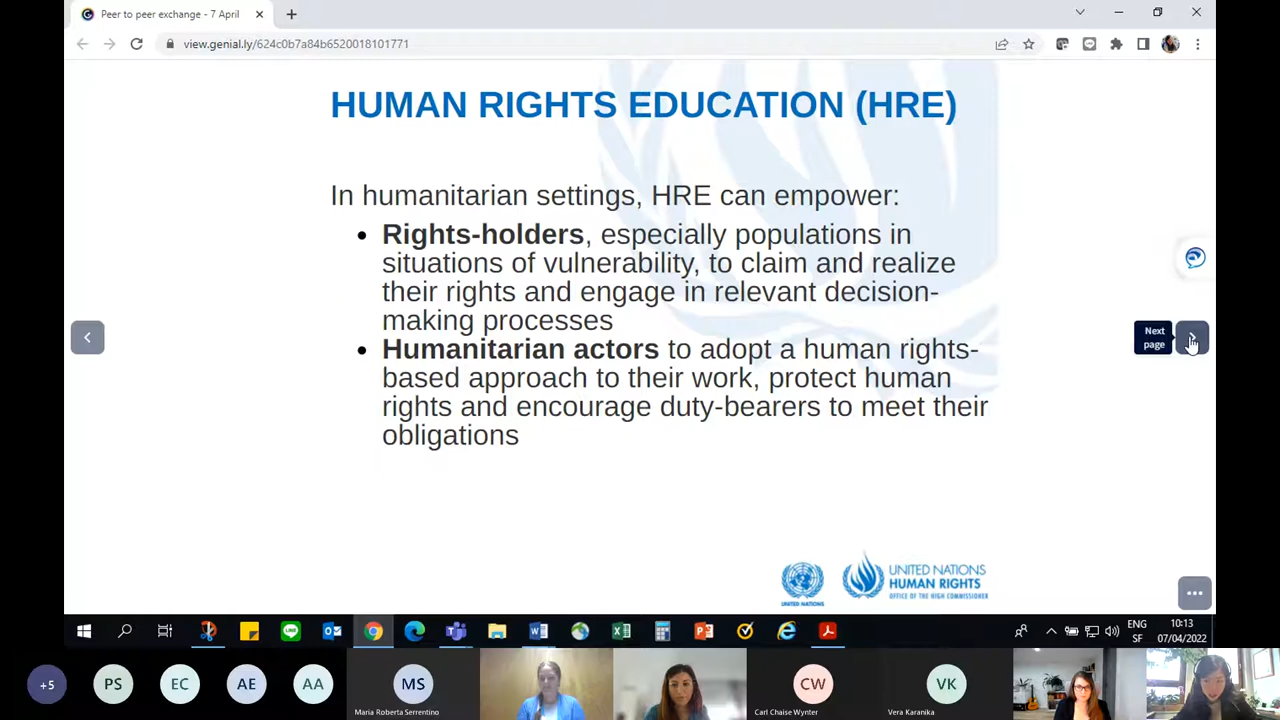 Peer to peer exchange - 7 April
view.genial.ly/624c0b7a84b6520018101771
HUMAN RIGHTS EDUCATION (HRE)
In humanitarian settings, HRE can empower:
• Rights-holders, especially populations in
situations of vulnerability, to claim and realize
their rights and engage in relevant decision-
making processes
• Humanitarian actors to adopt a human rights-
based approach to their work, protect human
rights and encourage duty-bearers to meet their
obligations
Next
page
UNITED NATIONS
UNITED NATIONS
HUMAN RIGHTS
OFFICE OF THE HIGH COMMISSIONER
ENG
SF
10:13
07/04/2022
+5
PS
EC
AE
AA
MS
Maria Roberta Serrentino
CW
Carl Chaise Wynter
VK
Vera Karanika